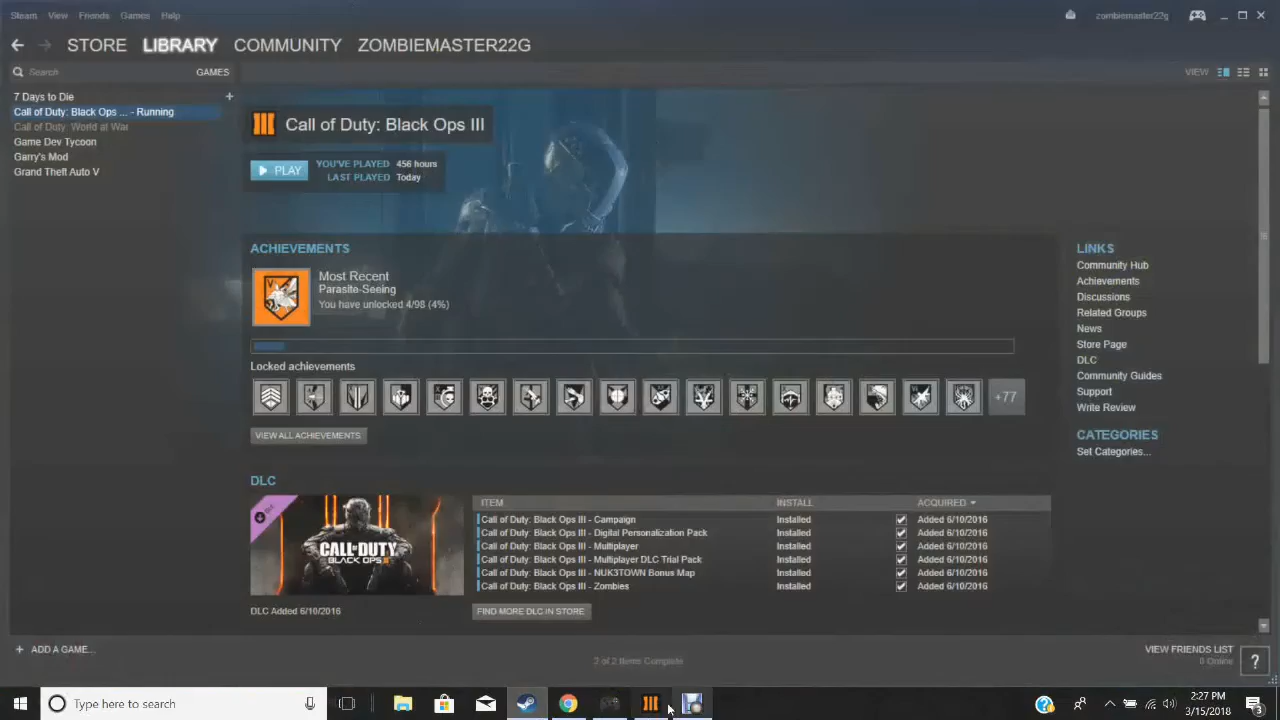 Steam View Friends Games Help zombiemaster22g
STORE LIBRARY COMMUNITY ZOMBIEMASTER22G
Search GAMES VIEW
7 Days to Die +
Call of Duty: Black Ops ... - Running
Call of Duty: World at War
Game Dev Tycoon
Garry's Mod
Grand Theft Auto V
Call of Duty: Black Ops III
PLAY
YOU'VE PLAYED 456 hours
LAST PLAYED Today
ACHIEVEMENTS
Most Recent
Parasite-Seeing
You have unlocked 4/98 (4%)
Locked achievements
+77
VIEW ALL ACHIEVEMENTS
LINKS
Community Hub
Achievements
Discussions
Related Groups
News
Store Page
DLC
Community Guides
Support
Write Review
CATEGORIES
Set Categories...
DLC
CALL OF DUTY
BLACK OPS III
DLC Added 6/10/2016
ITEM INSTALL ACQUIRED
Call of Duty: Black Ops III - Campaign Installed Added 6/10/2016
Call of Duty: Black Ops III - Digital Personalization Pack Installed Added 6/10/2016
Call of Duty: Black Ops III - Multiplayer Installed Added 6/10/2016
Call of Duty: Black Ops III - Multiplayer DLC Trial Pack Installed Added 6/10/2016
Call of Duty: Black Ops III - NUK3TOWN Bonus Map Installed Added 6/10/2016
Call of Duty: Black Ops III - Zombies Installed Added 6/10/2016
FIND MORE DLC IN STORE
+ ADD A GAME...
2 of 2 Items Complete
VIEW FRIENDS LIST
0 Online
?
Type here to search
2:27 PM
3/15/2018
3